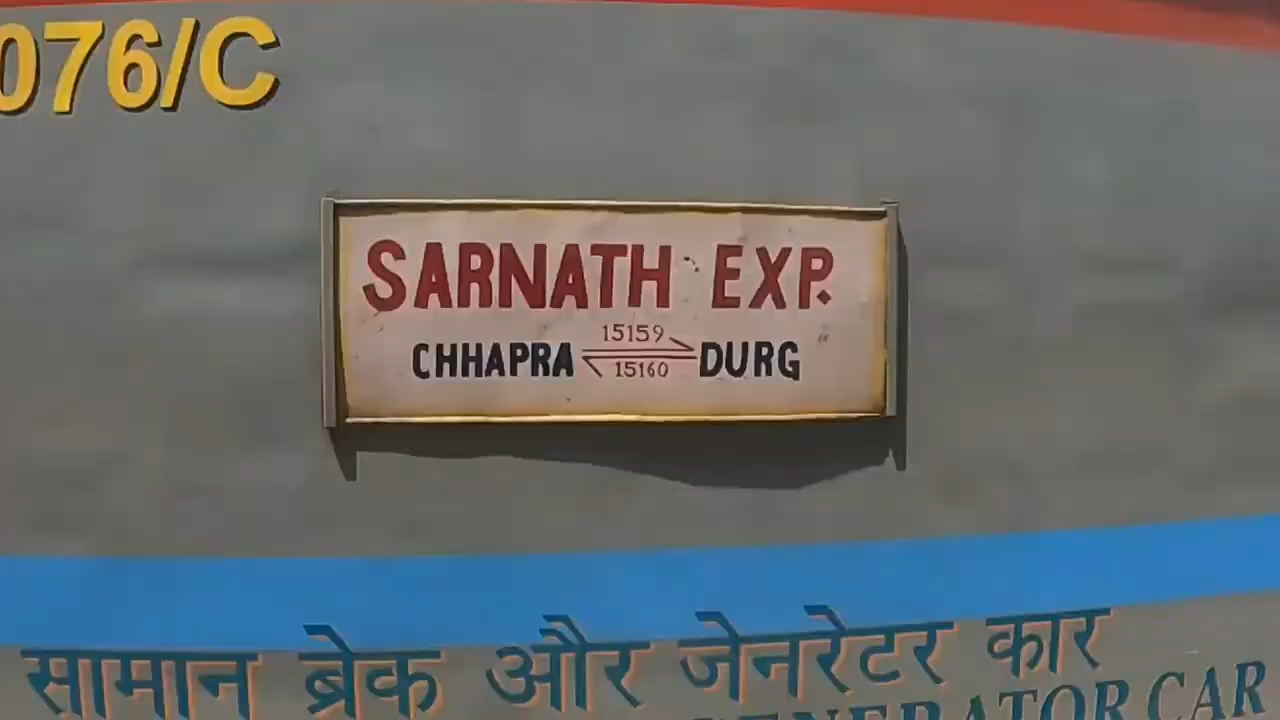 076/C
SARNATH EXP.
15159
CHHAPRA DURG
15160
सामान ब्रेक और जेनरेटर कार
GENERATOR CAR